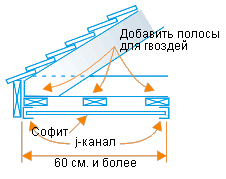 Добавить полосы
для гвоздей
Софит
j-канал
60 см. и более